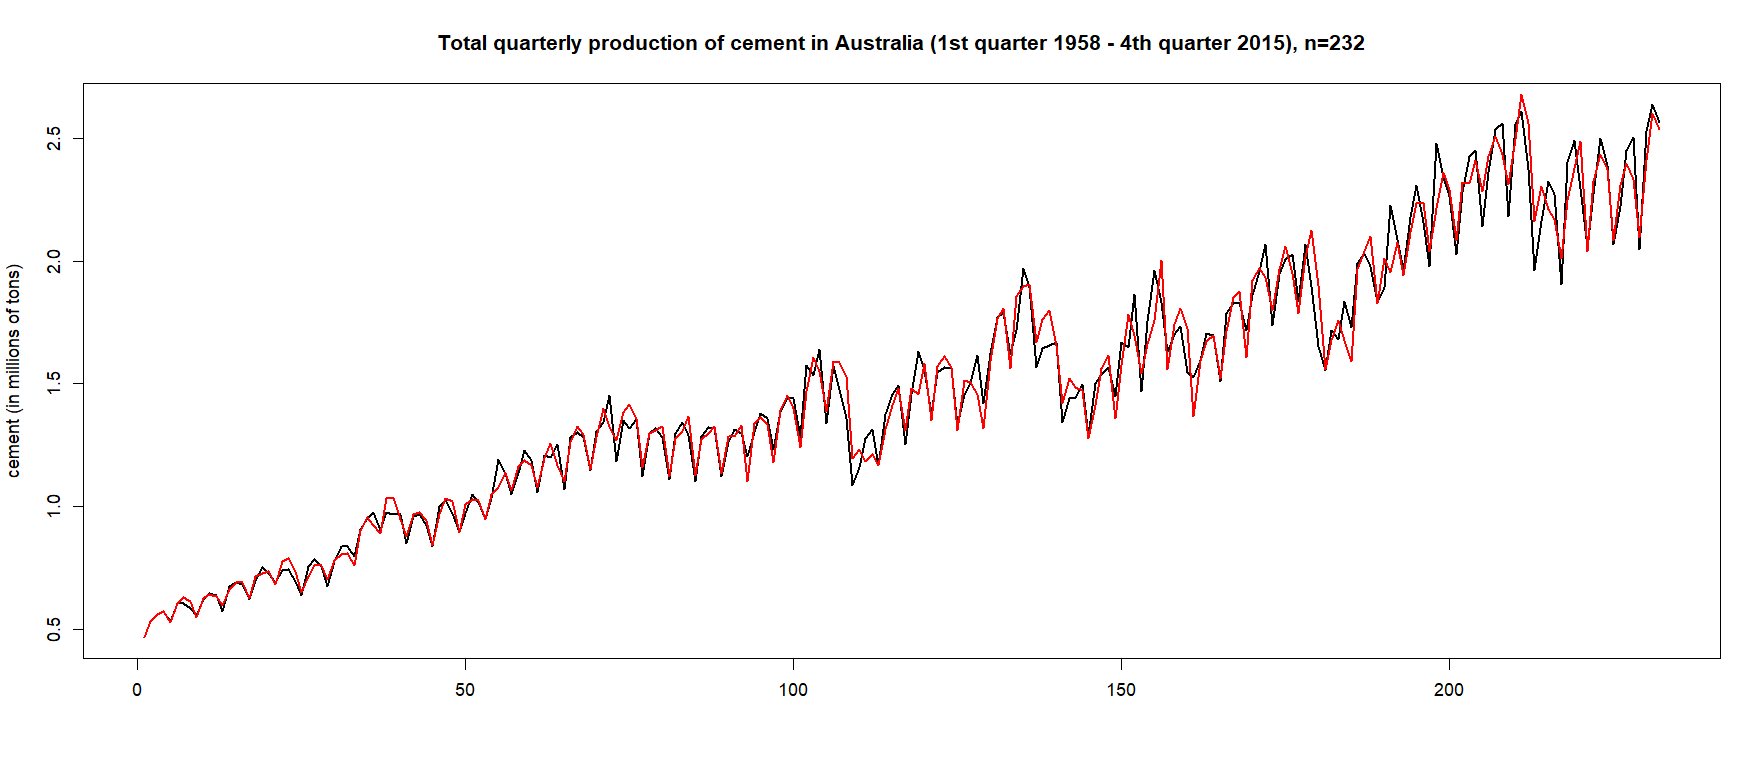 Total quarterly production of cement in Australia (1st quarter 1958 - 4th quarter 2015), n=232
cement (in millions of tons)
2.5
2.0
1.5
1.0
0.5
0 50 100 150 200